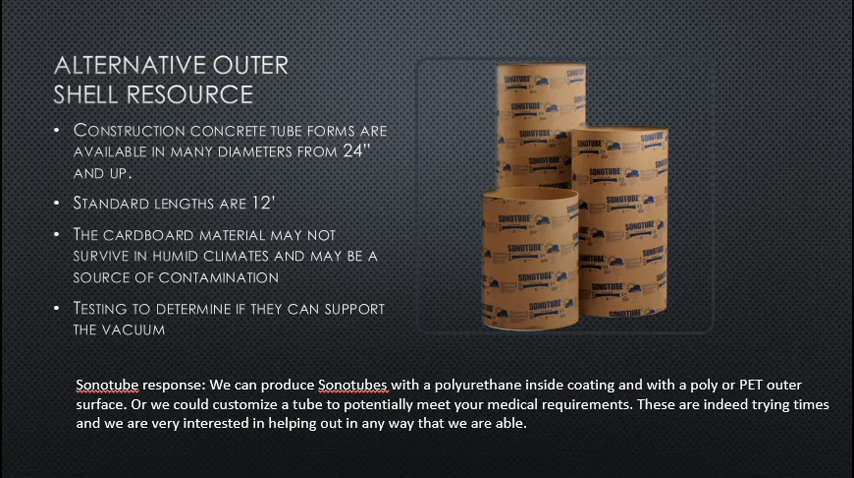 ALTERNATIVE OUTER
SHELL RESOURCE
• CONSTRUCTION CONCRETE TUBE FORMS ARE
AVAILABLE IN MANY DIAMETERS FROM 24”
AND UP.
• STANDARD LENGTHS ARE 12’
• THE CARDBOARD MATERIAL MAY NOT
SURVIVE IN HUMID CLIMATES AND MAY BE A
SOURCE OF CONTAMINATION
• TESTING TO DETERMINE IF THEY CAN SUPPORT
THE VACUUM
SONOTUBE
SONOTUBE
SONOTUBE
Sonotube response: We can produce Sonotubes with a polyurethane inside coating and with a poly or PET outer
surface. Or we could customize a tube to potentially meet your medical requirements. These are indeed trying times
and we are very interested in helping out in any way that we are able.